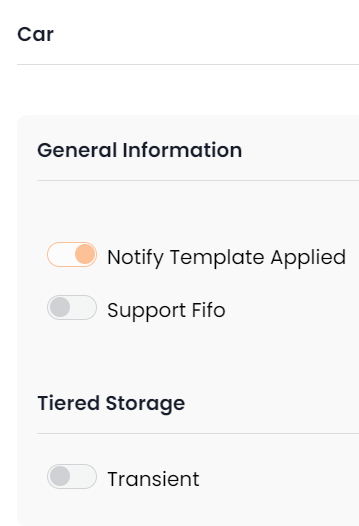 Car
General Information
Notify Template Applied
Support Fifo
Tiered Storage
Transient